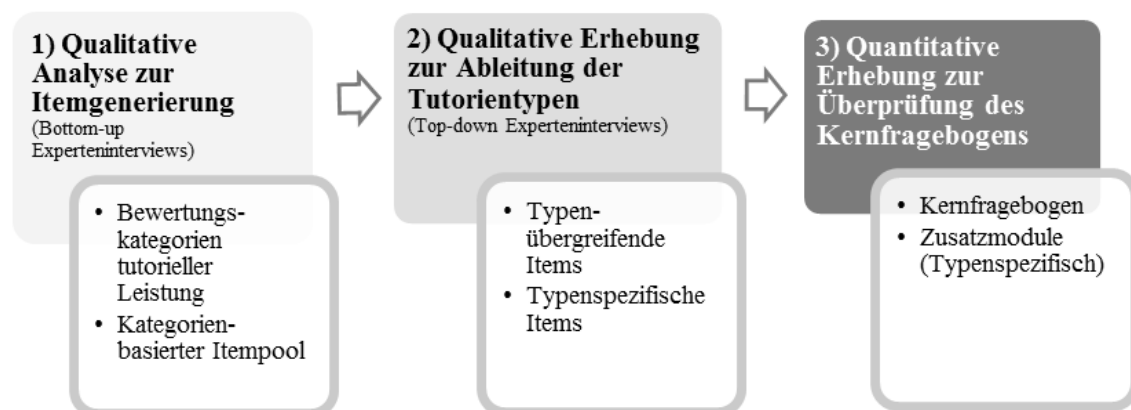 1) Qualitative
Analyse zur
Itemgenerierung
(Bottom-up
Experteninterviews)
• Bewertungs-
kategorien
tutorieller
Leistung
• Kategorien-
basierter Itempool
2) Qualitative Erhebung
zur Ableitung der
Tutorientypen
(Top-down Experteninterviews)
• Typen-
übergreifende
Items
• Typenspezifische
Items
3) Quantitative
Erhebung zur
Überprüfung des
Kernfragebogens
• Kernfragebogen
• Zusatzmodule
(Typenspezifisch)